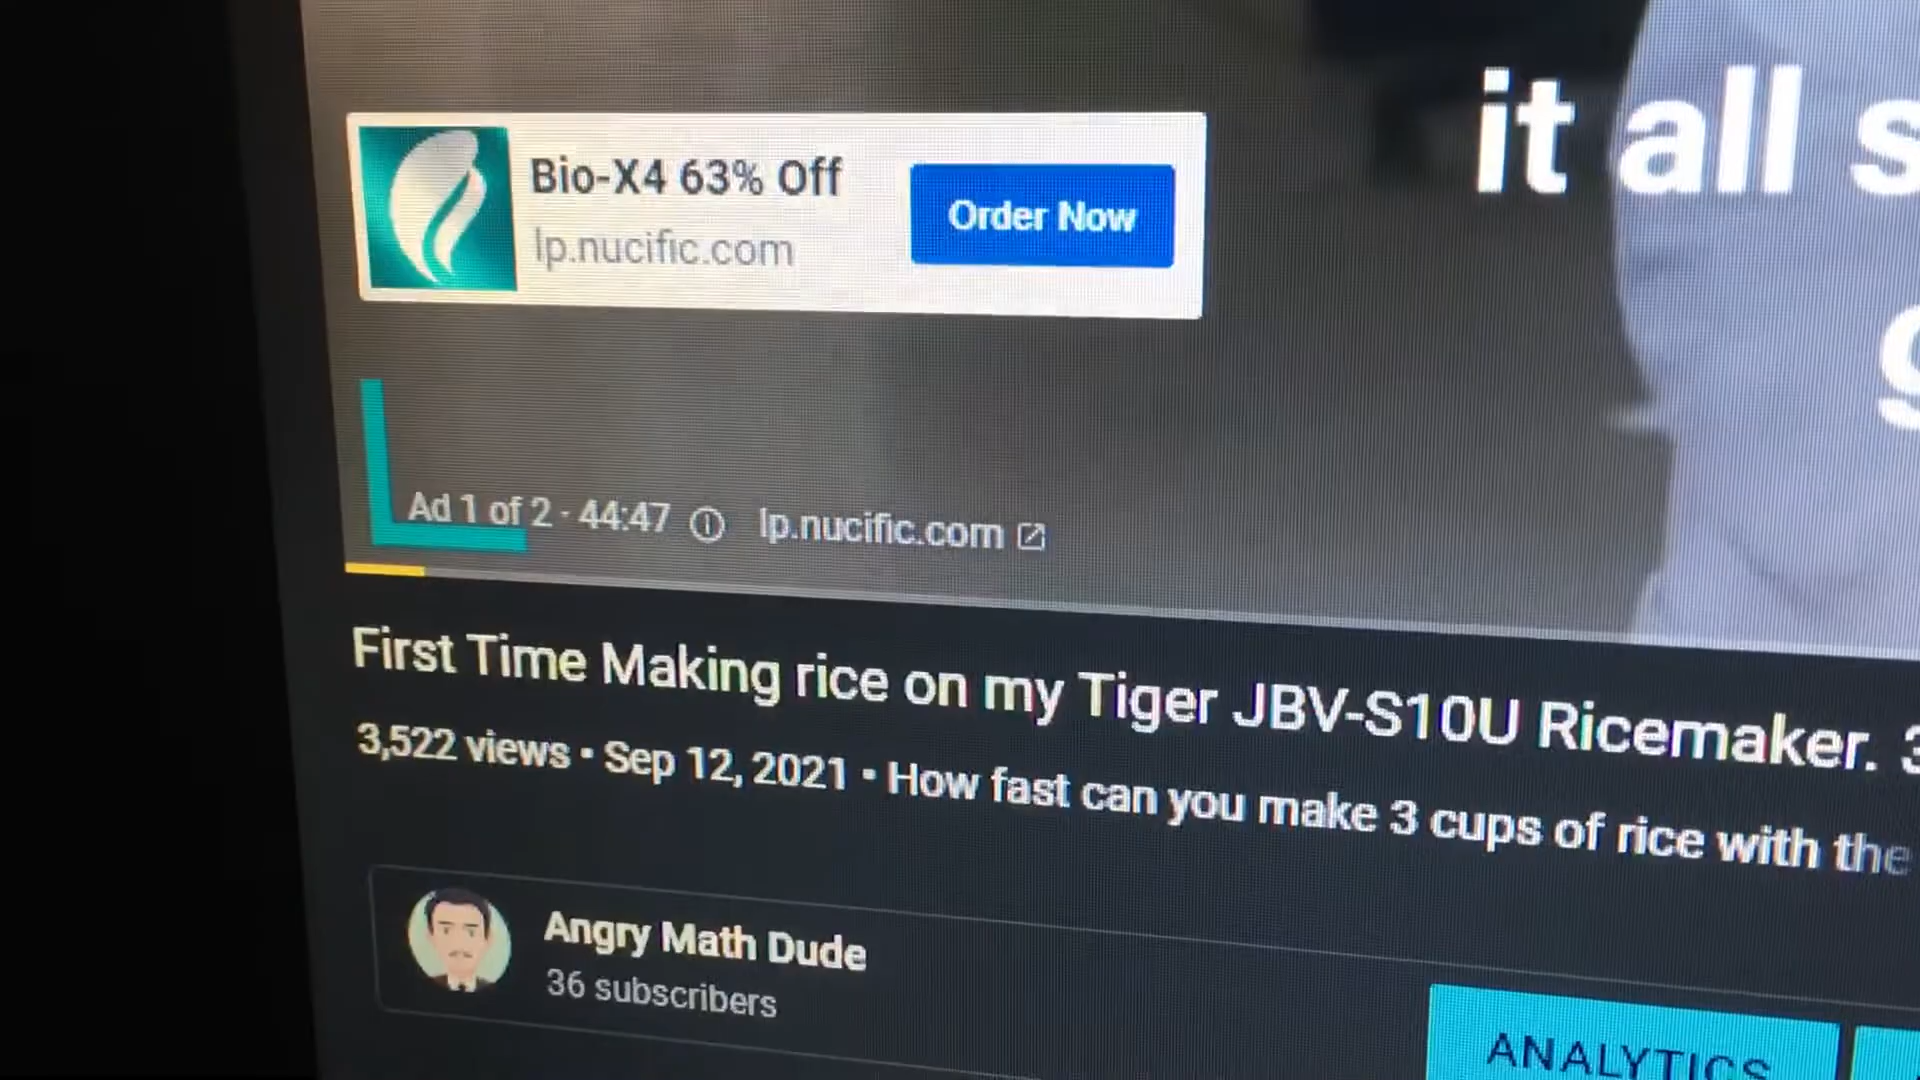 it all s
Bio-X4 63% Off
lp.nucific.com
Order Now
g
Ad 1 of 2 · 44:47 lp.nucific.com
First Time Making rice on my Tiger JBV-S10U Ricemaker. 3
3,522 views • Sep 12, 2021 • How fast can you make 3 cups of rice with the
Angry Math Dude
36 subscribers
ANALYTICS